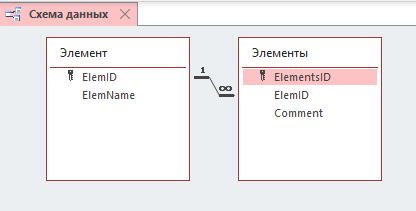 Схема данных
Элемент
ElemID
ElemName
1
∞
Элементы
ElementsID
ElemID
Comment